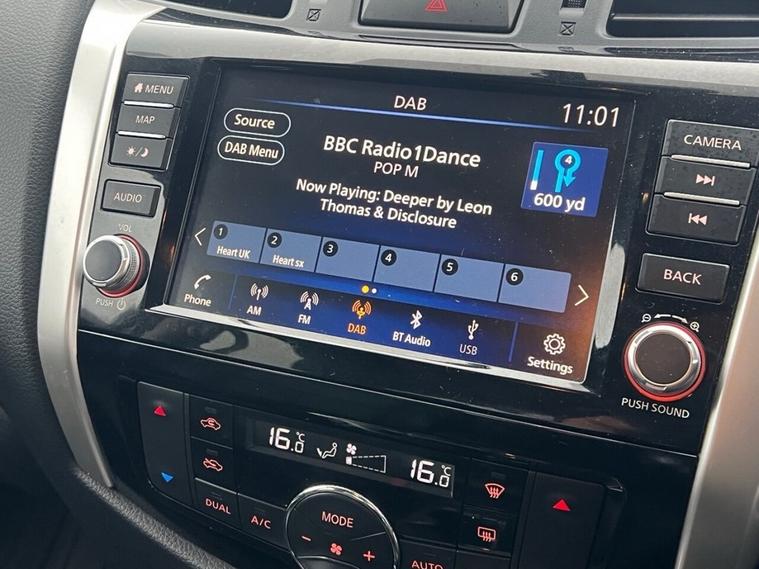 MENU
MAP
AUDIO
VOL
PUSH
DAB
11:01
Source
DAB Menu
BBC Radio1Dance
POP M
Now Playing: Deeper by Leon
Thomas & Disclosure
4
600 yd
1
Heart UK
2
Heart sx
3
4
5
6
Phone
AM
FM
DAB
BT Audio
USB
Settings
CAMERA
BACK
PUSH SOUND
16.0°C
16.0°C
DUAL
A/C
MODE
AUTO